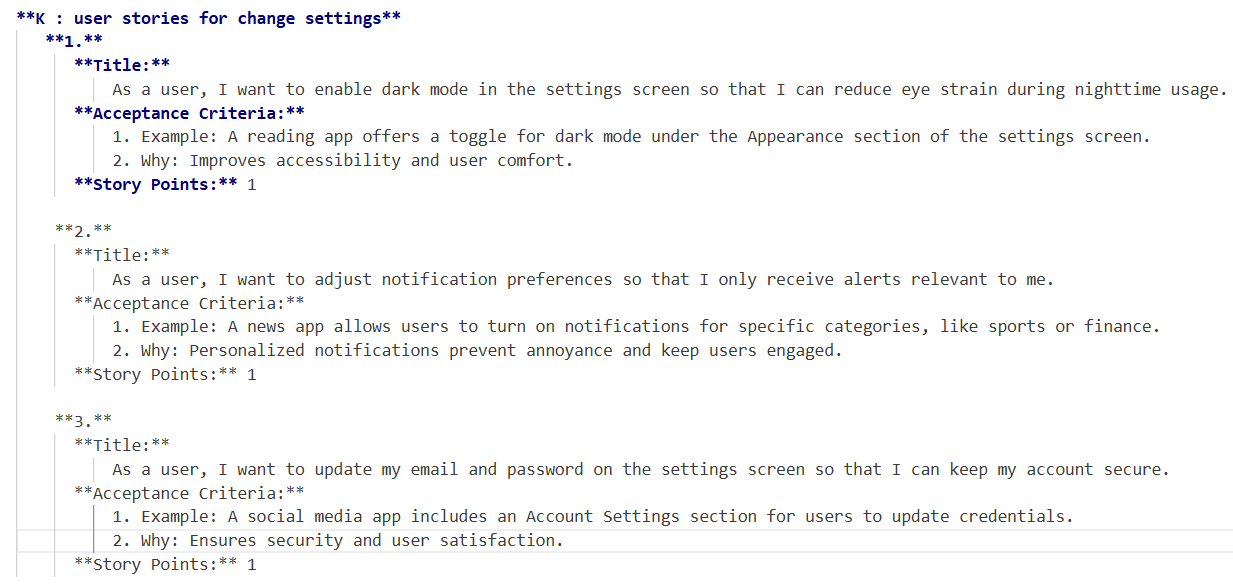 **K : user stories for change settings**
**1.**
**Title:**
As a user, I want to enable dark mode in the settings screen so that I can reduce eye strain during nighttime usage.
**Acceptance Criteria:**
1. Example: A reading app offers a toggle for dark mode under the Appearance section of the settings screen.
2. Why: Improves accessibility and user comfort.
**Story Points:** 1
**2.**
**Title:**
As a user, I want to adjust notification preferences so that I only receive alerts relevant to me.
**Acceptance Criteria:**
1. Example: A news app allows users to turn on notifications for specific categories, like sports or finance.
2. Why: Personalized notifications prevent annoyance and keep users engaged.
**Story Points:** 1
**3.**
**Title:**
As a user, I want to update my email and password on the settings screen so that I can keep my account secure.
**Acceptance Criteria:**
1. Example: A social media app includes an Account Settings section for users to update credentials.
2. Why: Ensures security and user satisfaction.
**Story Points:** 1